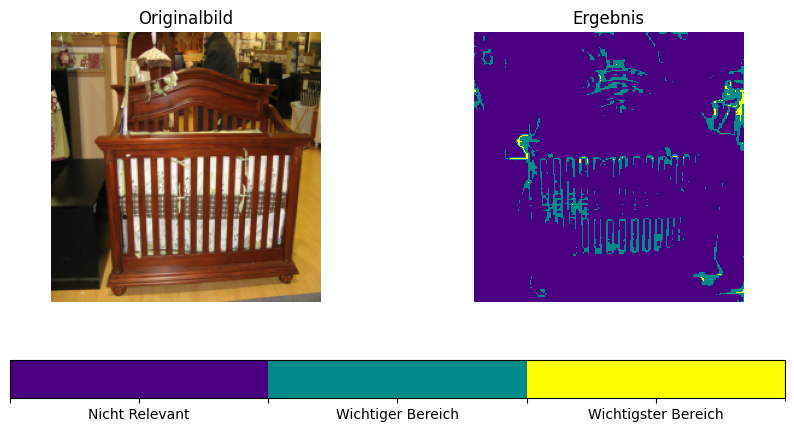 Originalbild
Ergebnis
Nicht Relevant
Wichtiger Bereich
Wichtigster Bereich